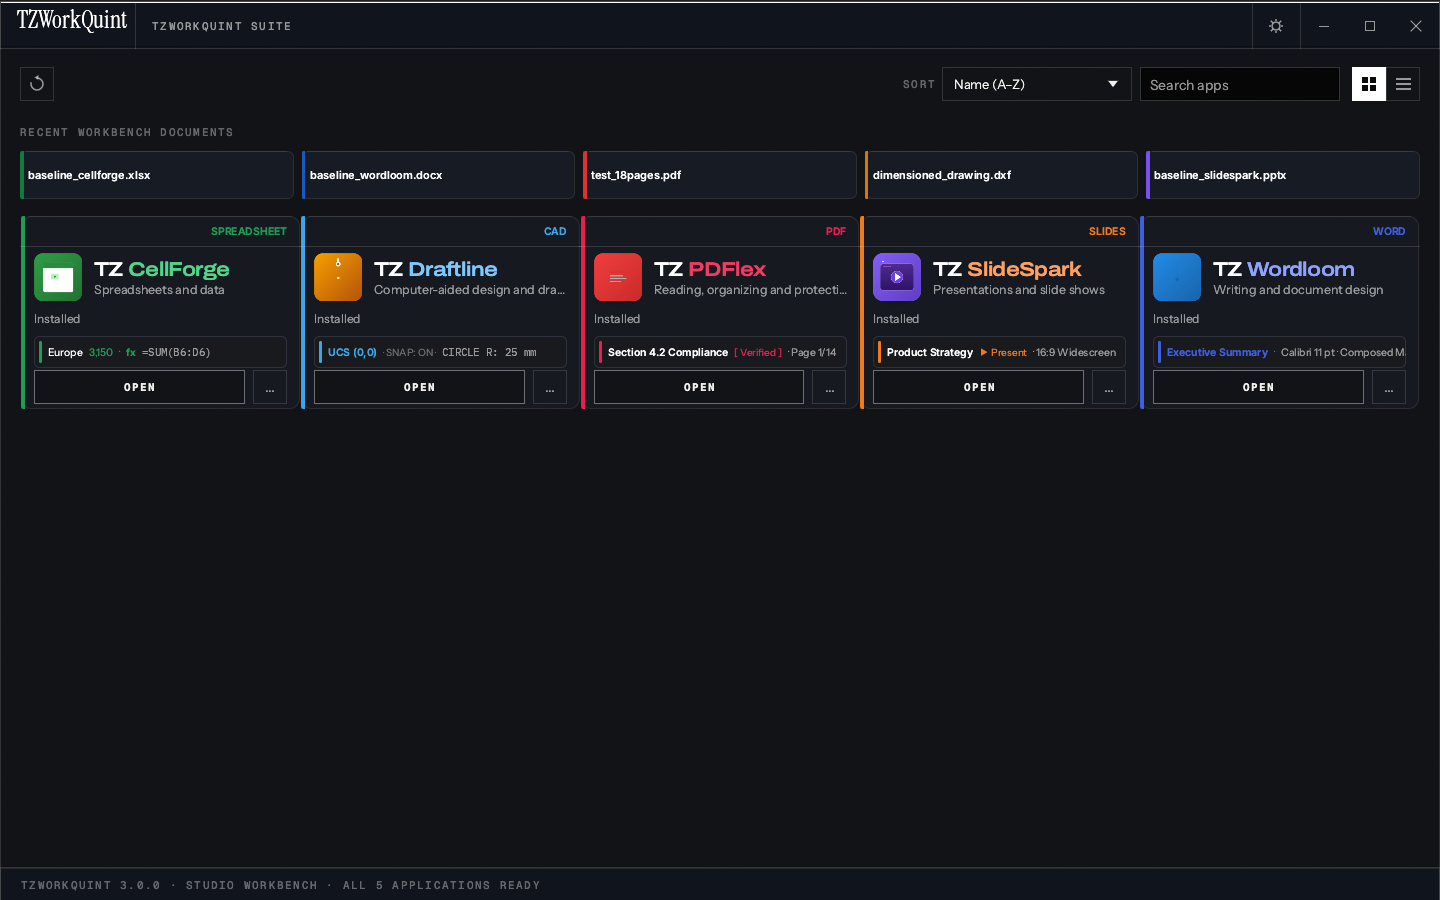 TZWorkQuint
TZWORKQUINT SUITE
SORT
Name (A–Z)
Search apps
RECENT WORKBENCH DOCUMENTS
baseline_cellforge.xlsx
baseline_wordloom.docx
test_18pages.pdf
dimensioned_drawing.dxf
baseline_slidespark.pptx
SPREADSHEET
TZ CellForge
Spreadsheets and data
Installed
Europe 3,150 · fx =SUM(B6:D6)
OPEN
...
CAD
TZ Draftline
Computer-aided design and dra...
Installed
UCS (0,0) · SNAP: ON · CIRCLE R: 25 mm
OPEN
...
PDF
TZ PDFlex
Reading, organizing and protecti...
Installed
Section 4.2 Compliance [ Verified ] · Page 1/14
OPEN
...
SLIDES
TZ SlideSpark
Presentations and slide shows
Installed
Product Strategy ▶ Present · 16:9 Widescreen
OPEN
...
WORD
TZ Wordloom
Writing and document design
Installed
Executive Summary · Calibri 11 pt · Composed M
OPEN
...
TZWORKQUINT 3.0.0 · STUDIO WORKBENCH · ALL 5 APPLICATIONS READY